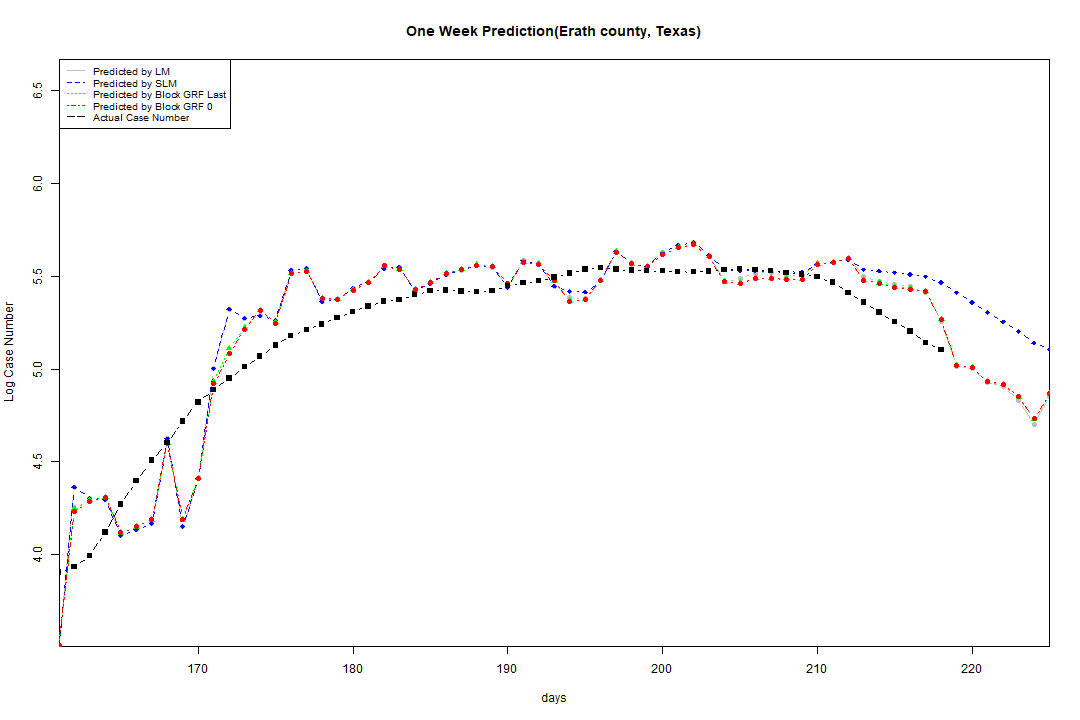 One Week Prediction(Erath county, Texas)
Predicted by LM
Predicted by SLM
Predicted by Block GRF Last
Predicted by Block GRF 0
Actual Case Number
6.5
6.0
5.5
5.0
4.5
4.0
Log Case Number
170 180 190 200 210 220
days